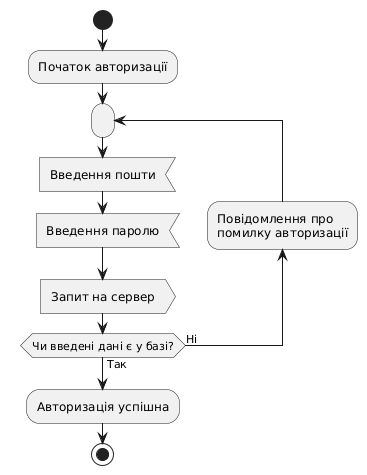 Початок авторизації
Введення пошти
Введення паролю
Повідомлення про
помилку авторизації
Запит на сервер
Чи введені дані є у базі?
Ні
Так
Авторизація успішна